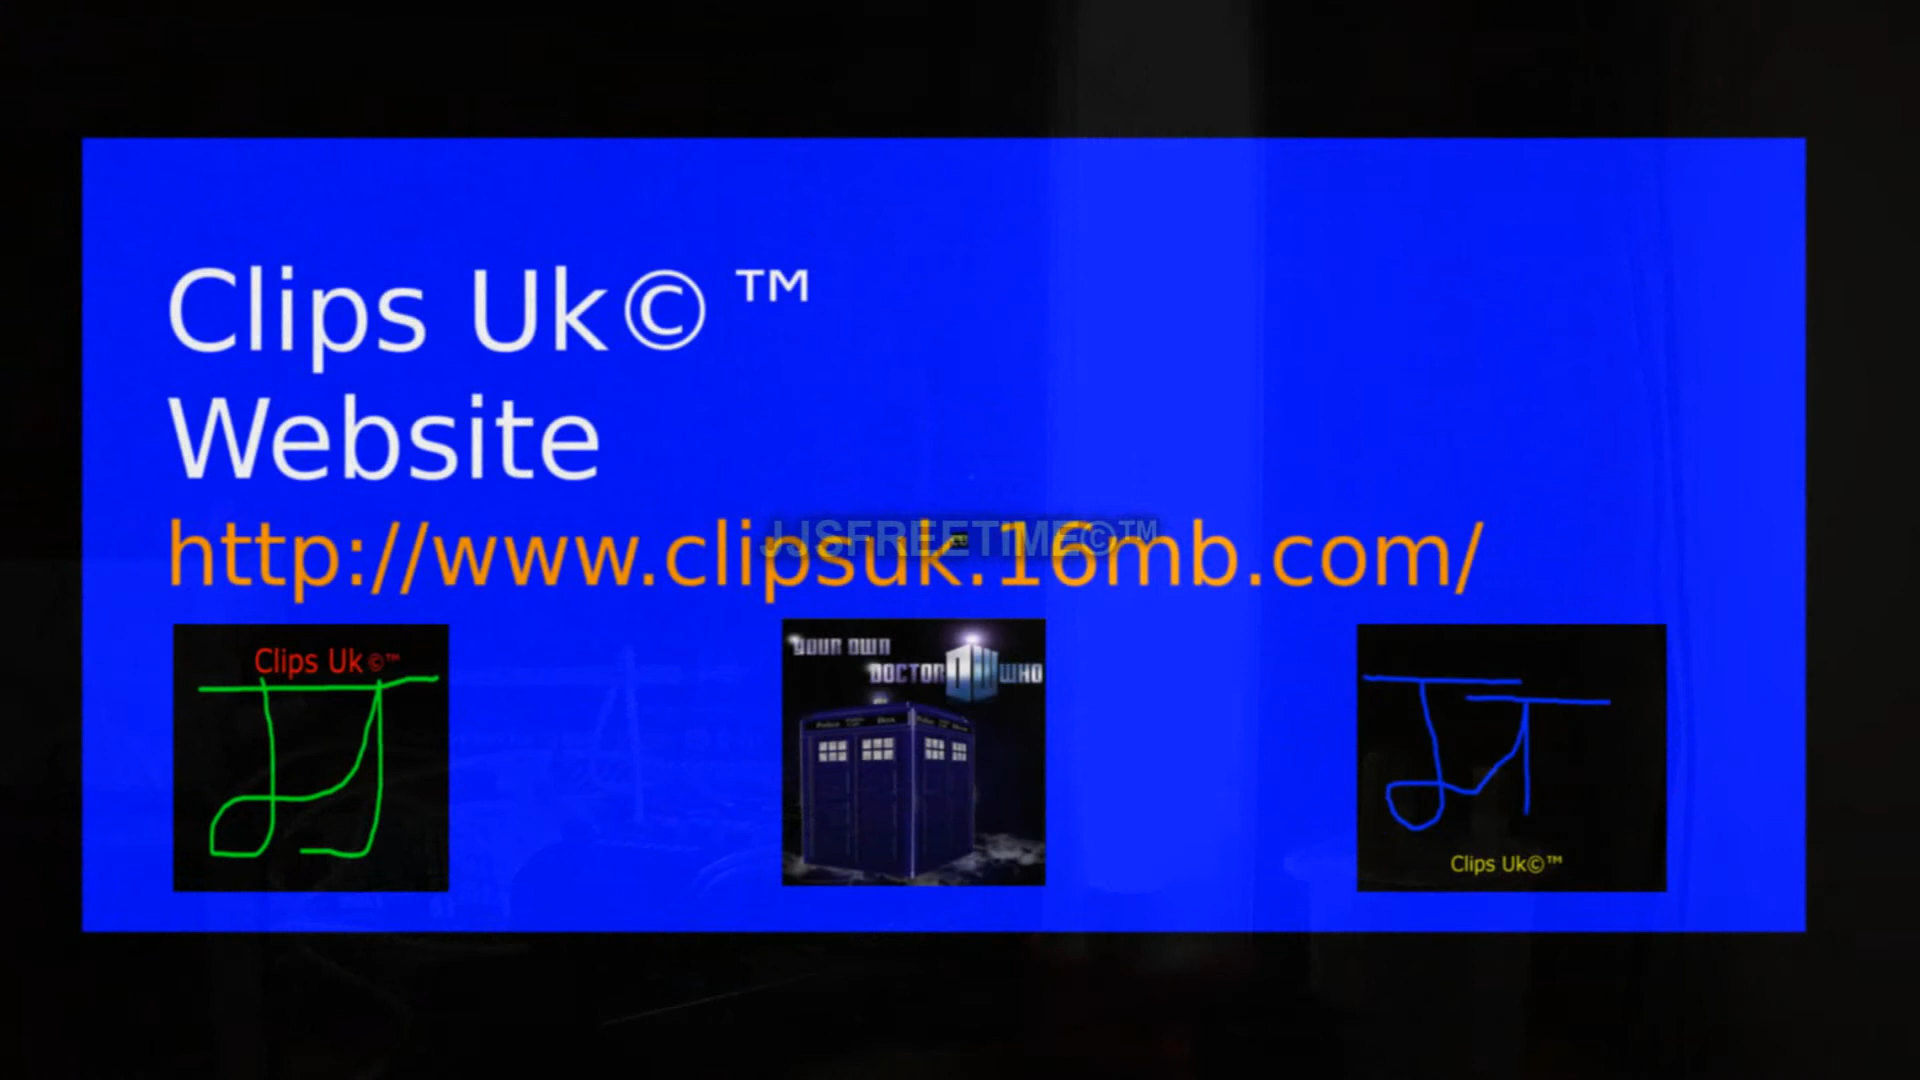 Clips Uk©™
Website
http://www.clipsuk.16mb.com/
JJSFREETIME©™
Clips Uk©™
YOUR OWN
DOCTOR DW WHO
Clips Uk©™